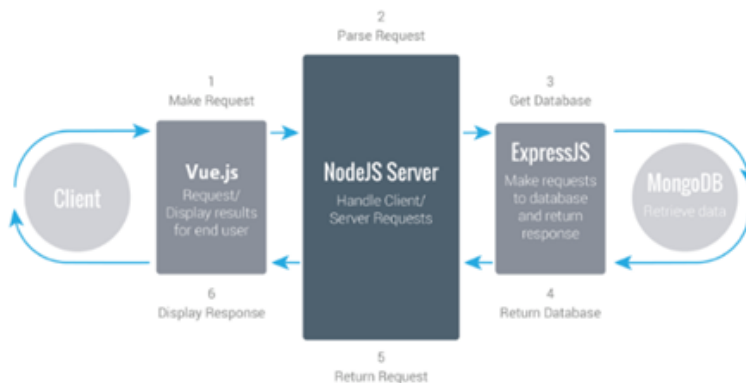 2
Parse Request
1
Make Request
3
Get Database
Client
Vue.js
Request/
Display results
for end user
NodeJS Server
Handle Client/
Server Requests
ExpressJS
Make requests
to database
and return
response
MongoDB
Retrieve data
6
Display Response
4
Return Database
5
Return Request